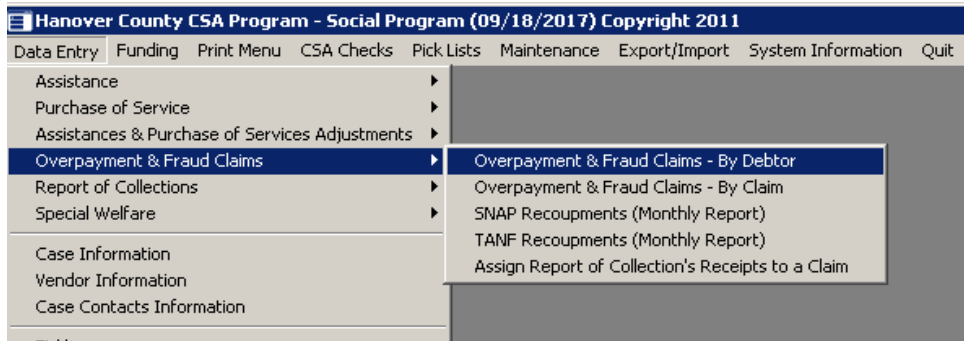 Hanover County CSA Program - Social Program (09/18/2017) Copyright 2011
Data Entry Funding Print Menu CSA Checks Pick Lists Maintenance Export/Import System Information Quit
Assistance
Purchase of Service
Assistances & Purchase of Services Adjustments
Overpayment & Fraud Claims
Report of Collections
Special Welfare
Case Information
Vendor Information
Case Contacts Information
Overpayment & Fraud Claims - By Debtor
Overpayment & Fraud Claims - By Claim
SNAP Recoupments (Monthly Report)
TANF Recoupments (Monthly Report)
Assign Report of Collection's Receipts to a Claim